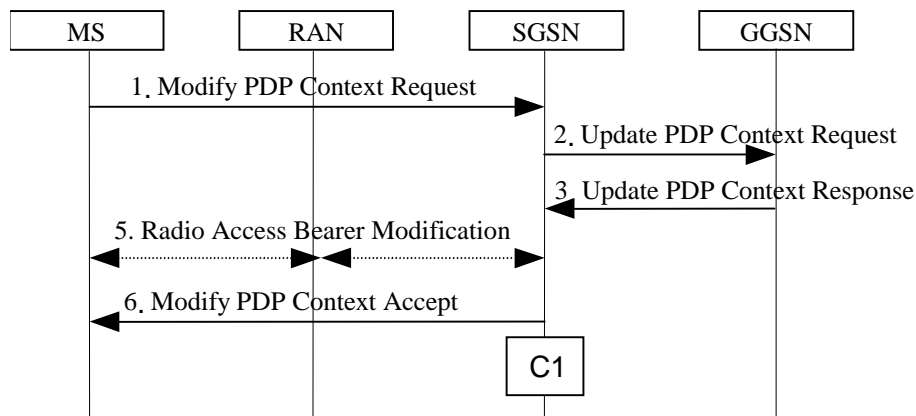 MS RAN SGSN GGSN
1. Modify PDP Context Request
2. Update PDP Context Request
3. Update PDP Context Response
5. Radio Access Bearer Modification
6. Modify PDP Context Accept
C1